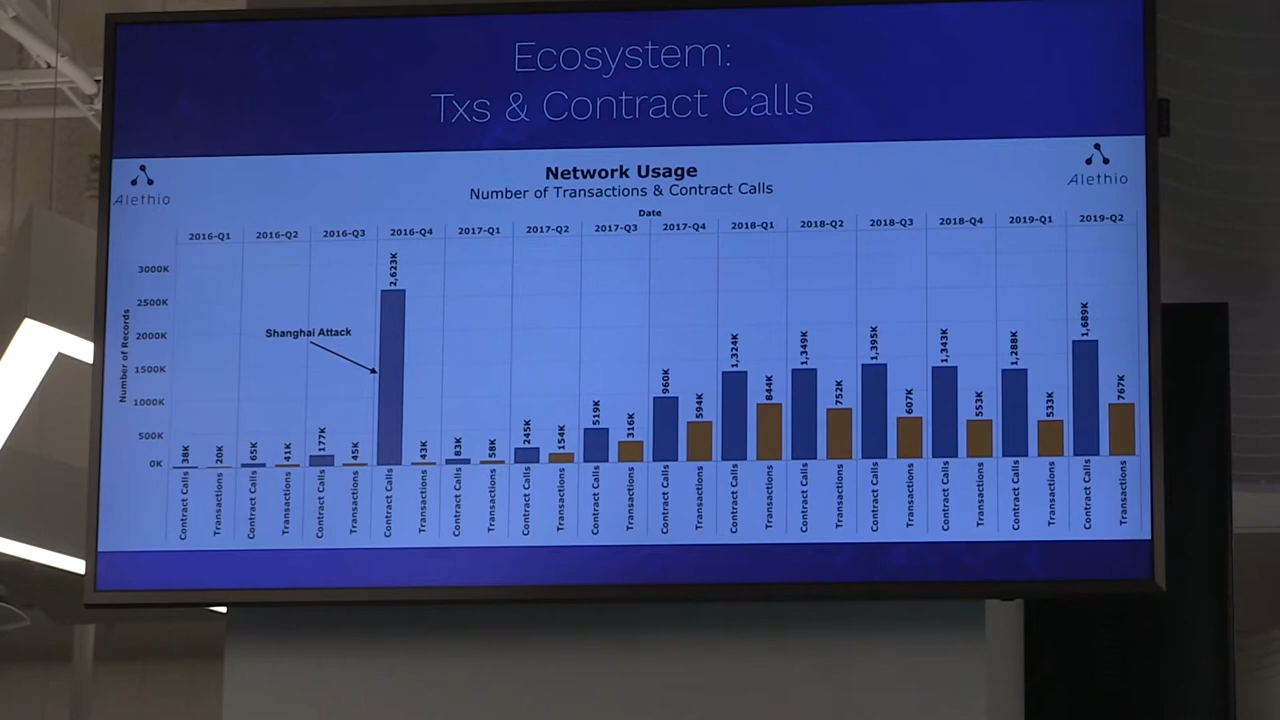 Ecosystem:
Txs & Contract Calls
Alethio
Network Usage
Number of Transactions & Contract Calls
Alethio
Date
2016-Q1 2016-Q2 2016-Q3 2016-Q4 2017-Q1 2017-Q2 2017-Q3 2017-Q4 2018-Q1 2018-Q2 2018-Q3 2018-Q4 2019-Q1 2019-Q2
Number of Records
3000K
2500K
2000K
1500K
1000K
500K
0K
Shanghai Attack
38K 20K 65K 41K 177K 45K 2,623K 43K 83K 58K 245K 154K 519K 316K 960K 594K 1,324K 844K 1,349K 752K 1,395K 607K 1,343K 553K 1,288K 533K 1,689K 767K
Contract Calls Transactions Contract Calls Transactions Contract Calls Transactions Contract Calls Transactions Contract Calls Transactions Contract Calls Transactions Contract Calls Transactions Contract Calls Transactions Contract Calls Transactions Contract Calls Transactions Contract Calls Transactions Contract Calls Transactions Contract Calls Transactions Contract Calls Transactions